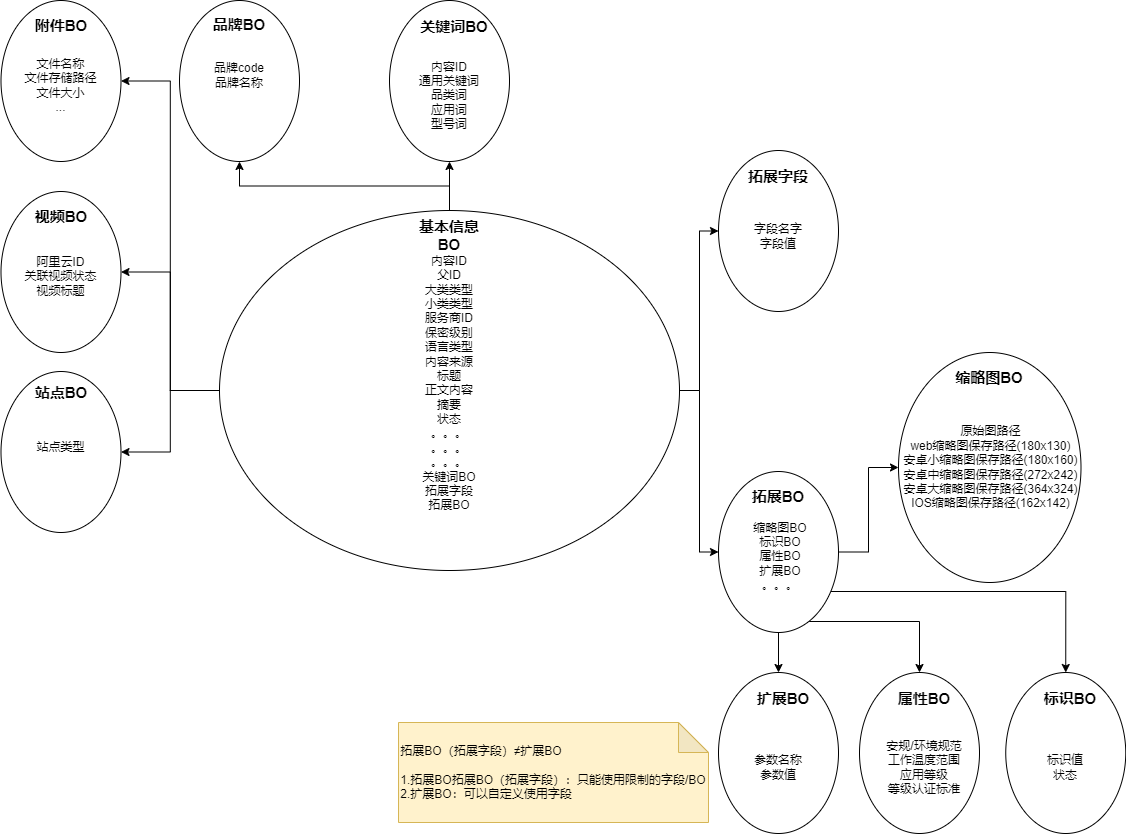 附件BO
文件名称
文件存储路径
文件大小
...
品牌BO
品牌code
品牌名称
关键词BO
内容ID
通用关键词
品类词
应用词
型号词
视频BO
阿里云ID
关联视频状态
视频标题
站点BO
站点类型
基本信息
BO
内容ID
父ID
大类类型
小类类型
服务商ID
保密级别
语言类型
内容来源
标题
正文内容
摘要
状态
。。。
。。。
。。。
关键词BO
拓展字段
拓展BO
拓展字段
字段名字
字段值
缩略图BO
原始图路径
web缩略图保存路径(180x130)
安卓小缩略图保存路径(180x160)
安卓中缩略图保存路径(272x242)
安卓大缩略图保存路径(364x324)
IOS缩略图保存路径(162x142)
拓展BO
缩略图BO
标识BO
属性BO
扩展BO
。。。
扩展BO
参数名称
参数值
属性BO
安规/环境规范
工作温度范围
应用等级
等级认证标准
标识BO
标识值
状态
拓展BO（拓展字段）≠扩展BO
1.拓展BO拓展BO（拓展字段）：只能使用限制的字段/BO
2.扩展BO：可以自定义使用字段